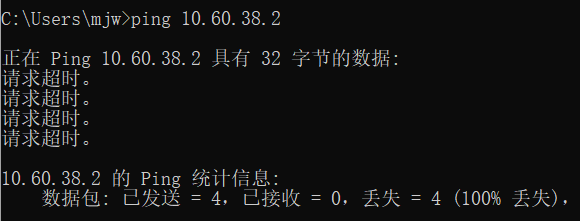 C:\Users\mjw>ping 10.60.38.2
正在 Ping 10.60.38.2 具有 32 字节的数据:
请求超时。
请求超时。
请求超时。
请求超时。
10.60.38.2 的 Ping 统计信息:
数据包: 已发送 = 4，已接收 = 0，丢失 = 4 (100% 丢失)，